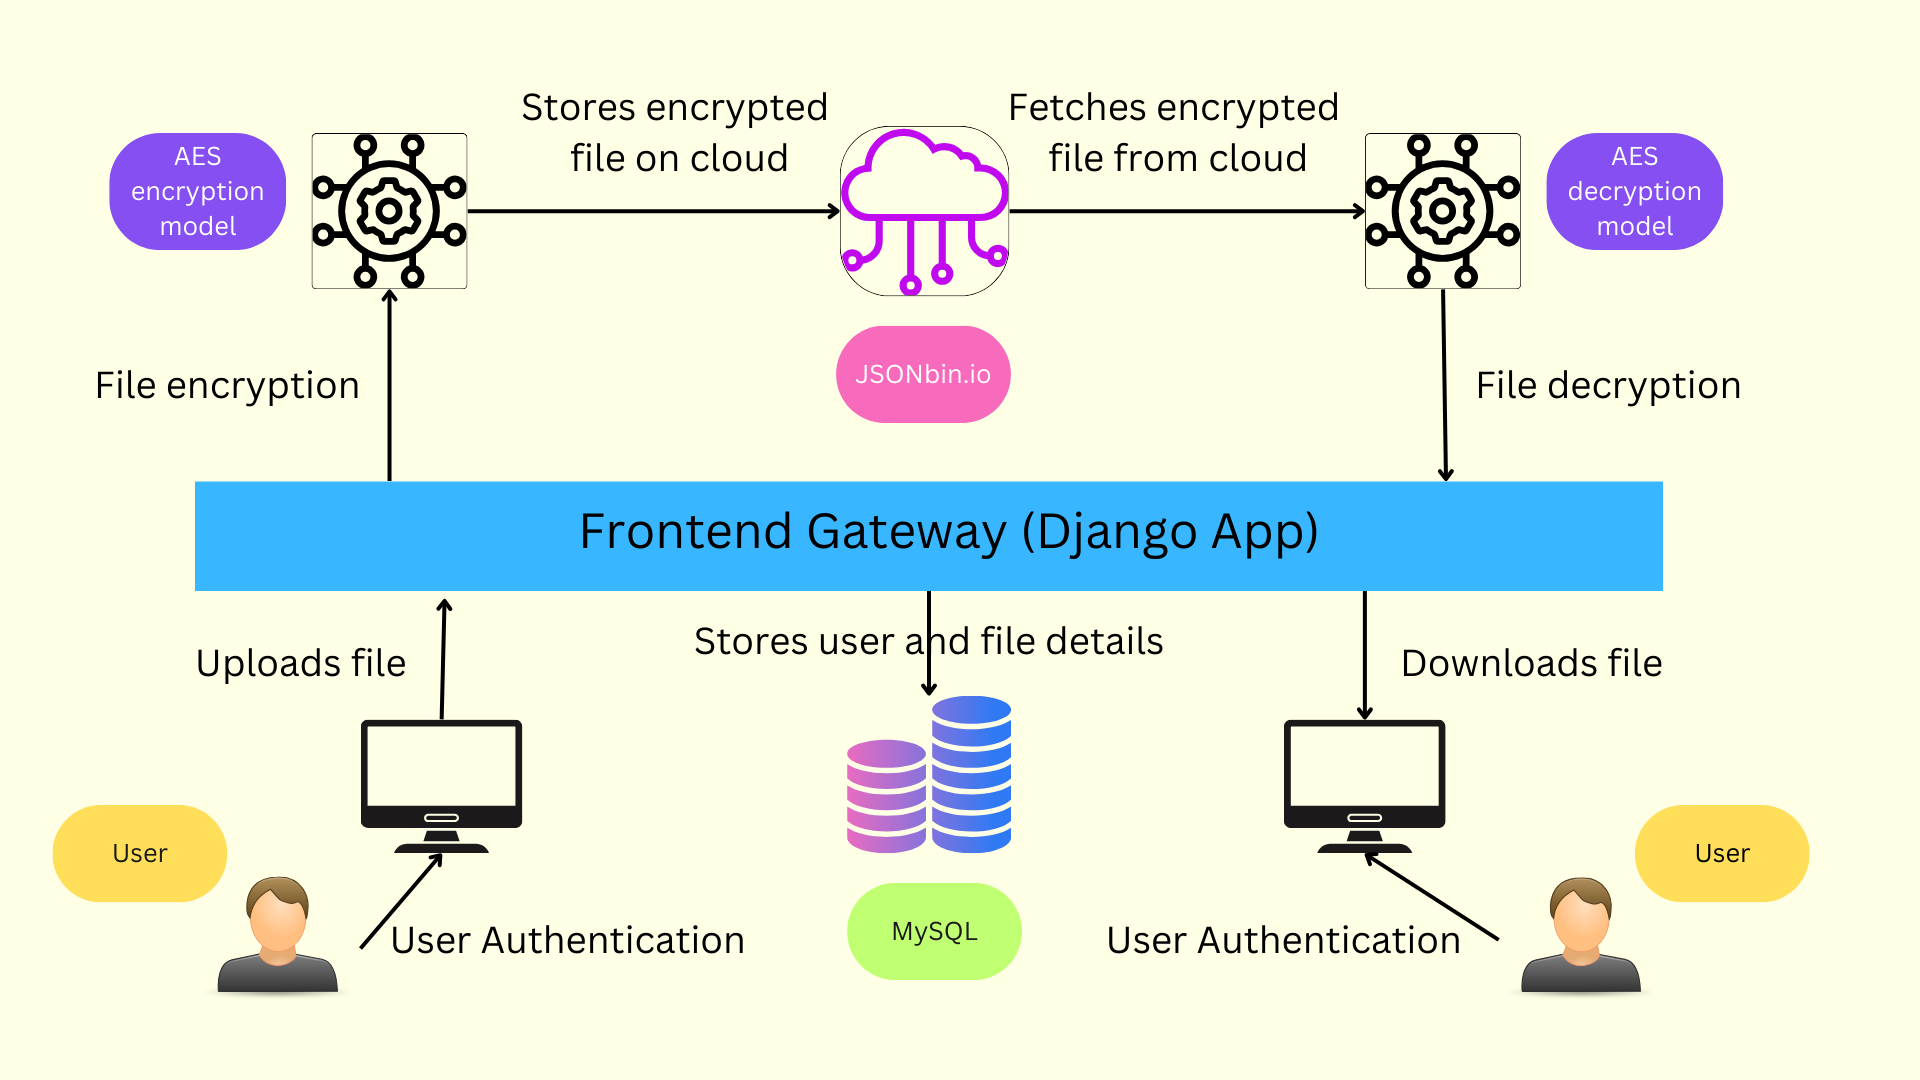 Stores encrypted
file on cloud
Fetches encrypted
file from cloud
AES
encryption
model
AES
decryption
model
JSONbin.io
File encryption
File decryption
Frontend Gateway (Django App)
Stores user and file details
Uploads file
Downloads file
User
User
MySQL
User Authentication
User Authentication